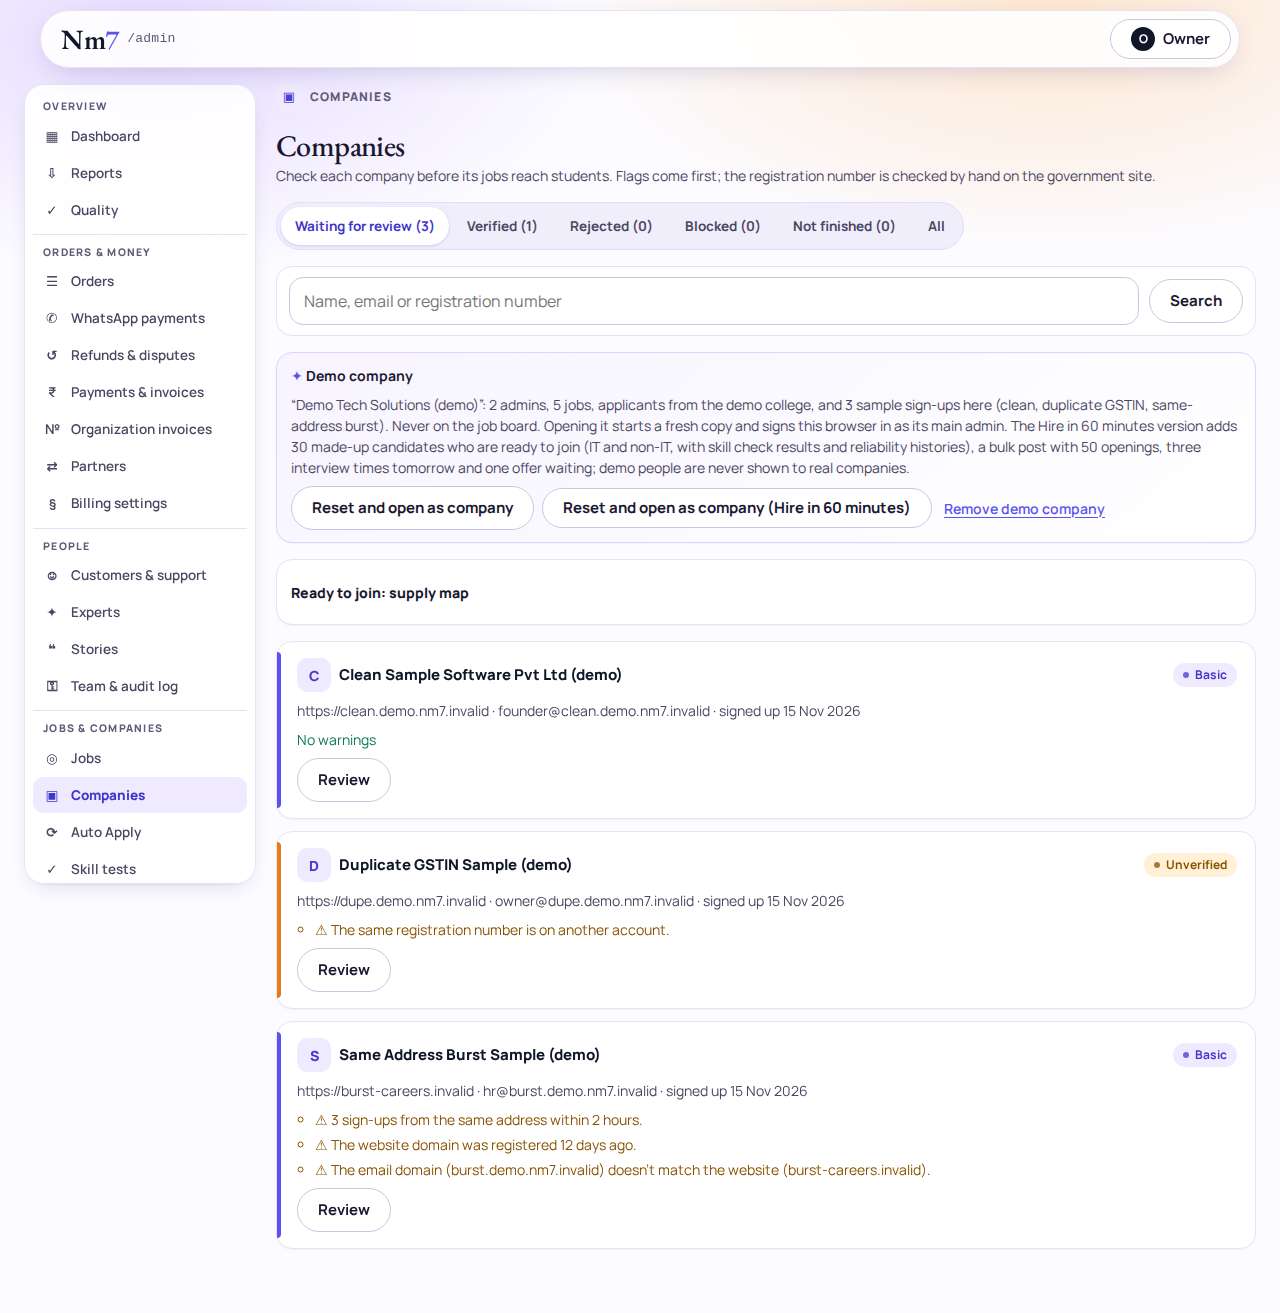 Nm7 /admin
O Owner
OVERVIEW
Dashboard
Reports
Quality
ORDERS & MONEY
Orders
WhatsApp payments
Refunds & disputes
₹ Payments & invoices
Nº Organization invoices
Partners
§ Billing settings
PEOPLE
Customers & support
Experts
Stories
Team & audit log
JOBS & COMPANIES
Jobs
Companies
Auto Apply
Skill tests
COMPANIES
Companies
Check each company before its jobs reach students. Flags come first; the registration number is checked by hand on the government site.
Waiting for review (3) Verified (1) Rejected (0) Blocked (0) Not finished (0) All
Name, email or registration number Search
✦ Demo company
“Demo Tech Solutions (demo)”: 2 admins, 5 jobs, applicants from the demo college, and 3 sample sign-ups here (clean, duplicate GSTIN, same-
address burst). Never on the job board. Opening it starts a fresh copy and signs this browser in as its main admin. The Hire in 60 minutes version adds
30 made-up candidates who are ready to join (IT and non-IT, with skill check results and reliability histories), a bulk post with 50 openings, three
interview times tomorrow and one offer waiting; demo people are never shown to real companies.
Reset and open as company Reset and open as company (Hire in 60 minutes) Remove demo company
Ready to join: supply map
C Clean Sample Software Pvt Ltd (demo) Basic
https://clean.demo.nm7.invalid · founder@clean.demo.nm7.invalid · signed up 15 Nov 2026
No warnings
Review
D Duplicate GSTIN Sample (demo) Unverified
https://dupe.demo.nm7.invalid · owner@dupe.demo.nm7.invalid · signed up 15 Nov 2026
⚠ The same registration number is on another account.
Review
S Same Address Burst Sample (demo) Basic
https://burst-careers.invalid · hr@burst.demo.nm7.invalid · signed up 15 Nov 2026
⚠ 3 sign-ups from the same address within 2 hours.
⚠ The website domain was registered 12 days ago.
⚠ The email domain (burst.demo.nm7.invalid) doesn't match the website (burst-careers.invalid).
Review